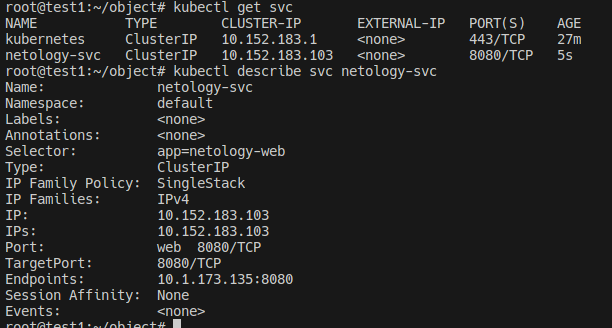 root@test1:~/object# kubectl get svc
NAME           TYPE        CLUSTER-IP       EXTERNAL-IP   PORT(S)    AGE
kubernetes     ClusterIP   10.152.183.1     <none>        443/TCP    27m
netology-svc   ClusterIP   10.152.183.103   <none>        8080/TCP   5s
root@test1:~/object# kubectl describe svc netology-svc
Name:              netology-svc
Namespace:         default
Labels:            <none>
Annotations:       <none>
Selector:          app=netology-web
Type:              ClusterIP
IP Family Policy:  SingleStack
IP Families:       IPv4
IP:                10.152.183.103
IPs:               10.152.183.103
Port:              web  8080/TCP
TargetPort:        8080/TCP
Endpoints:         10.1.173.135:8080
Session Affinity:  None
Events:            <none>
root@test1:~/object#